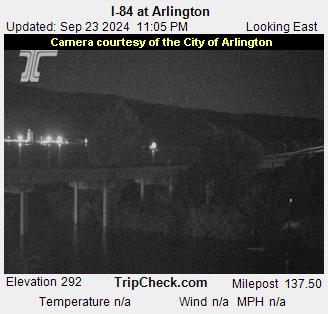 I-84 at Arlington
Updated: Sep 23 2024 11:05 PM Looking East
Camera courtesy of the City of Arlington
Elevation 292 TripCheck.com Milepost 137.50
Temperature n/a Wind n/a MPH n/a